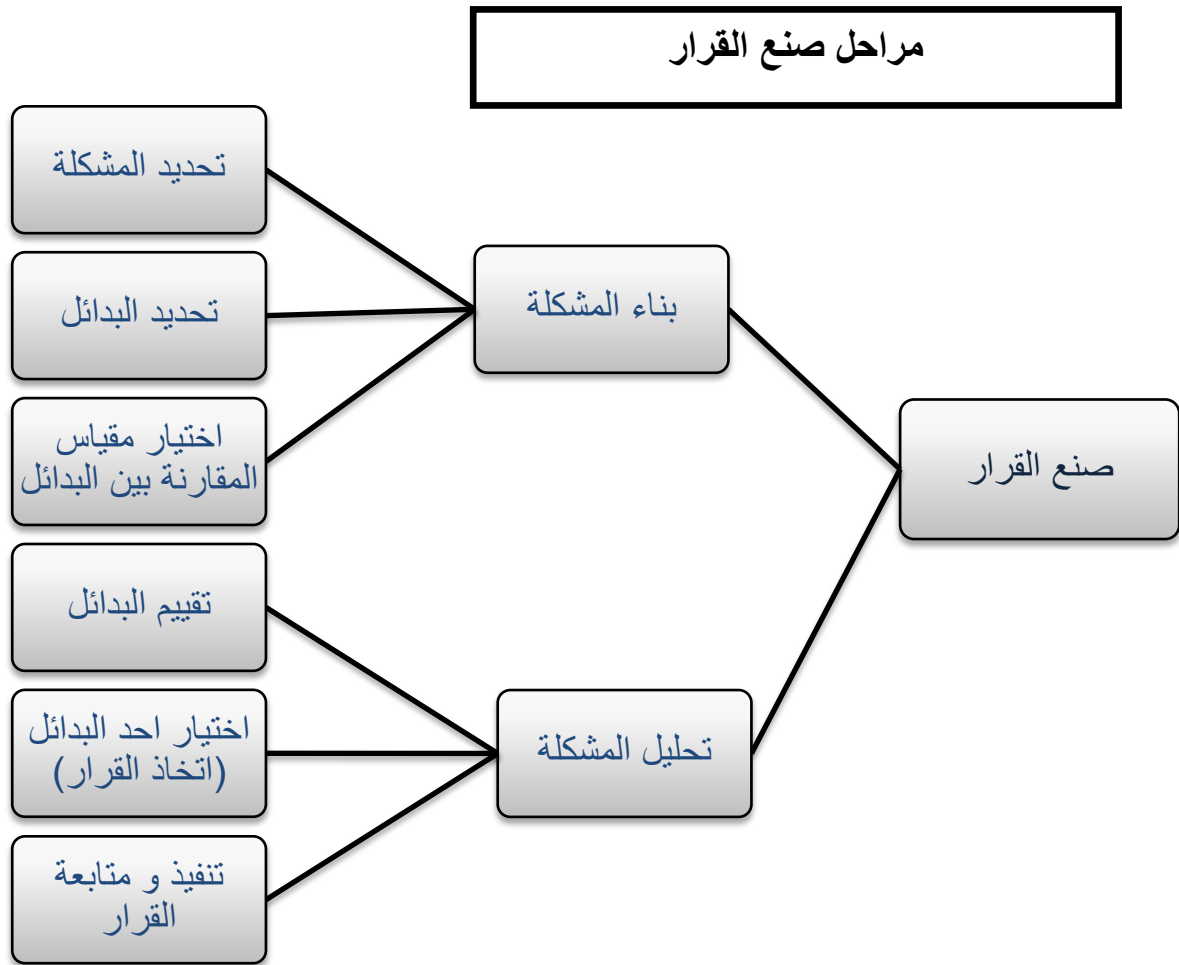 مراحل صنع القرار
صنع القرار
بناء المشكلة
تحديد المشكلة
تحديد البدائل
اختيار مقياس
المقارنة بين البدائل
تحليل المشكلة
تقييم البدائل
اختيار احد البدائل
(اتخاذ القرار)
تنفيذ و متابعة
القرار